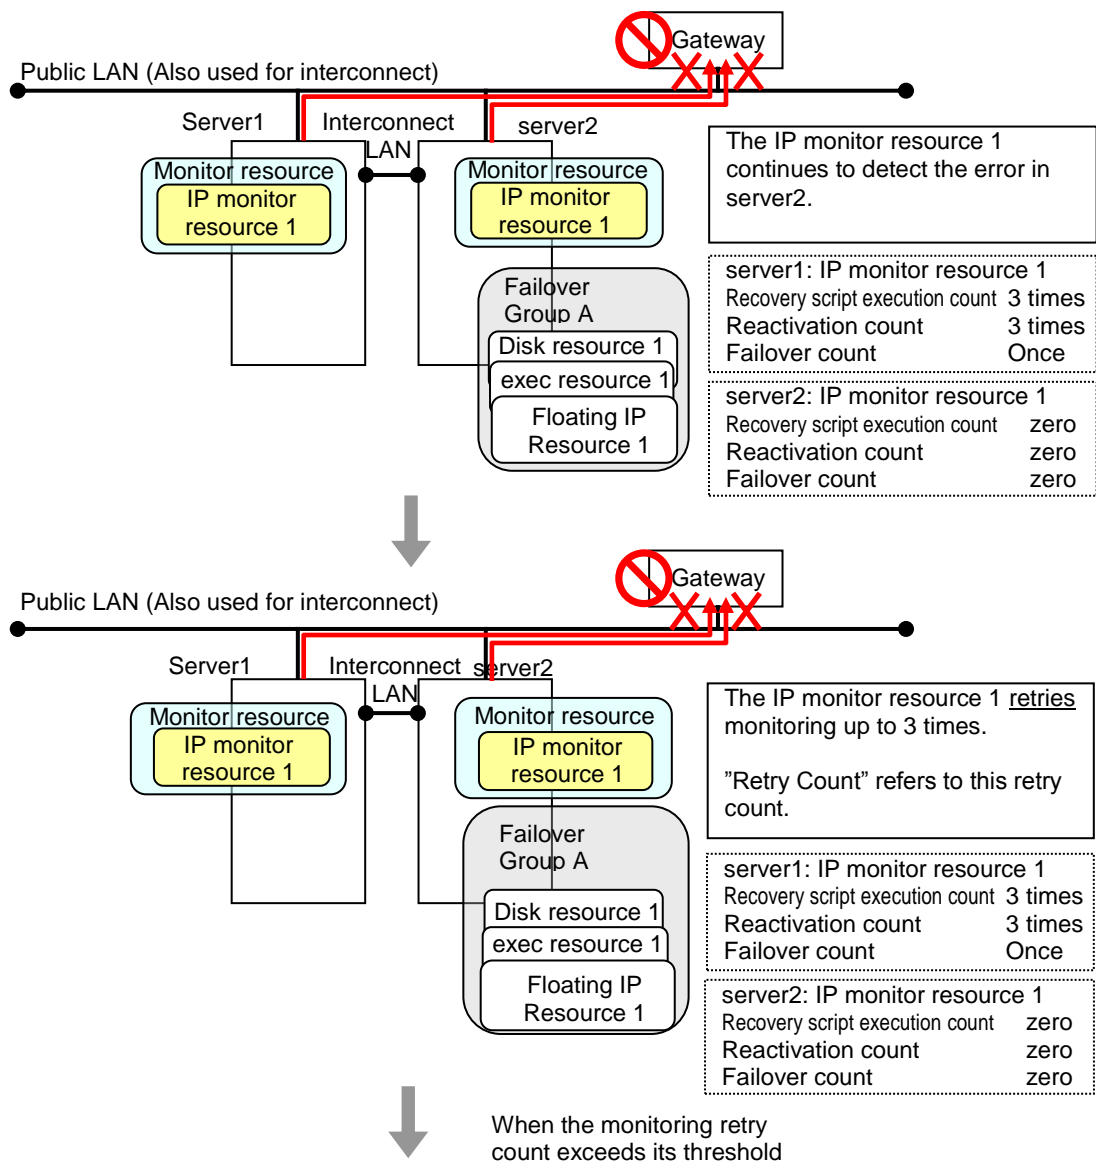 Gateway
Public LAN (Also used for interconnect)
Server1
Interconnect
LAN
server2
Monitor resource
IP monitor
resource 1
Monitor resource
IP monitor
resource 1
Failover
Group A
Disk resource 1
exec resource 1
Floating IP
Resource 1
The IP monitor resource 1
continues to detect the error in
server2.
server1: IP monitor resource 1
Recovery script execution count 3 times
Reactivation count 3 times
Failover count Once
server2: IP monitor resource 1
Recovery script execution count zero
Reactivation count zero
Failover count zero
Gateway
Public LAN (Also used for interconnect)
Server1
Interconnect
LAN
server2
Monitor resource
IP monitor
resource 1
Monitor resource
IP monitor
resource 1
Failover
Group A
Disk resource 1
exec resource 1
Floating IP
Resource 1
The IP monitor resource 1 retries
monitoring up to 3 times.
”Retry Count” refers to this retry
count.
server1: IP monitor resource 1
Recovery script execution count 3 times
Reactivation count 3 times
Failover count Once
server2: IP monitor resource 1
Recovery script execution count zero
Reactivation count zero
Failover count zero
When the monitoring retry
count exceeds its threshold